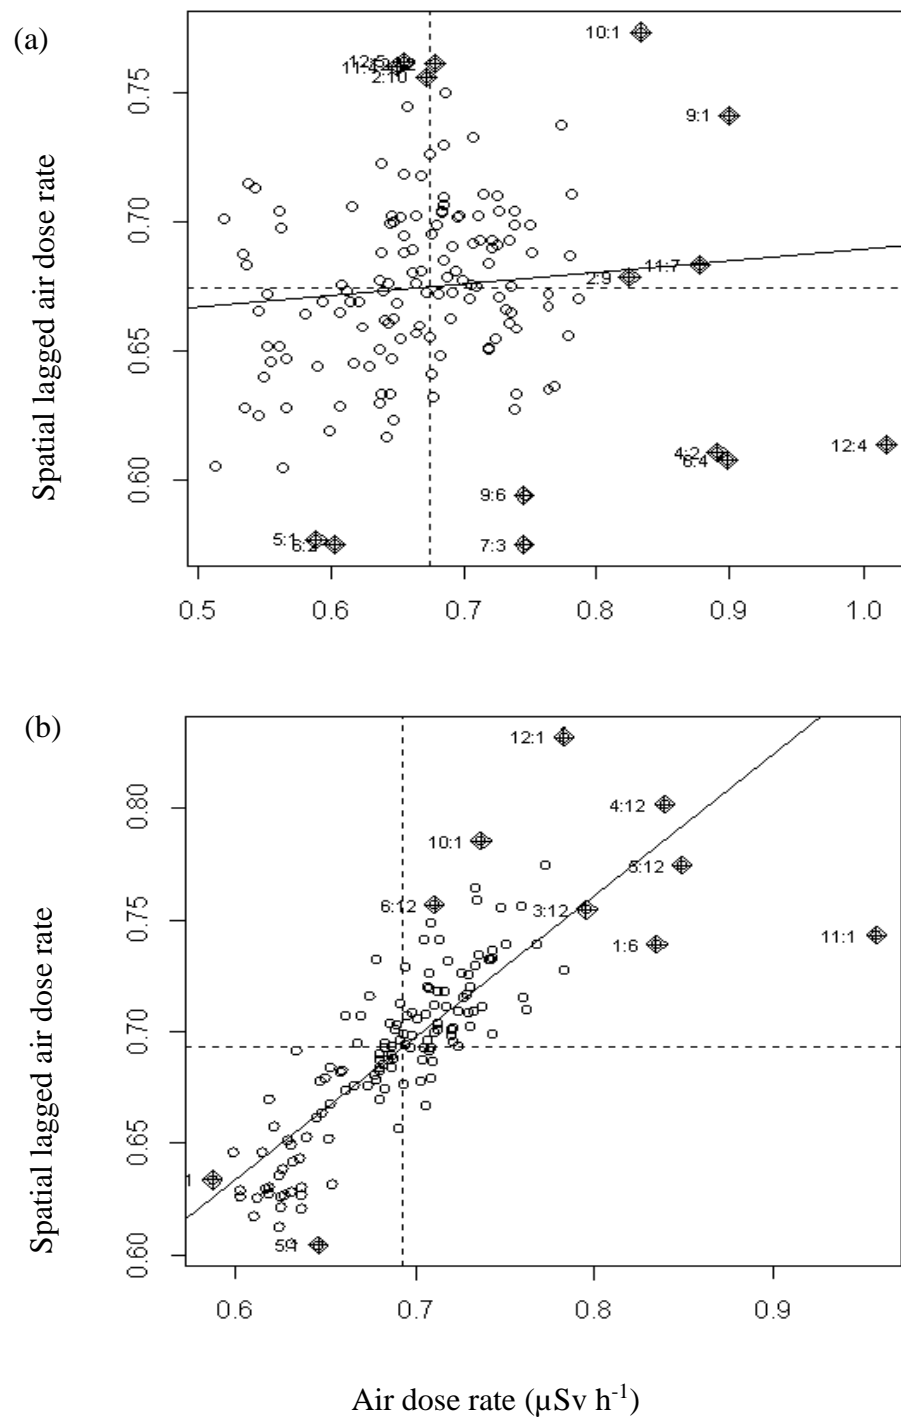 (a)
Spatial lagged air dose rate
0.60 0.65 0.70 0.75
10:1
9:1
2:10
11:7
2:9
12:4
4:2
6:4
9:6
5:1
6:2
7:3
0.5 0.6 0.7 0.8 0.9 1.0
(b)
Spatial lagged air dose rate
0.60 0.65 0.70 0.75 0.80
12:1
4:12
10:1
5:12
6:12
3:12
1:6
11:1
1
5:1
0.6 0.7 0.8 0.9
Air dose rate (µSv h⁻¹)